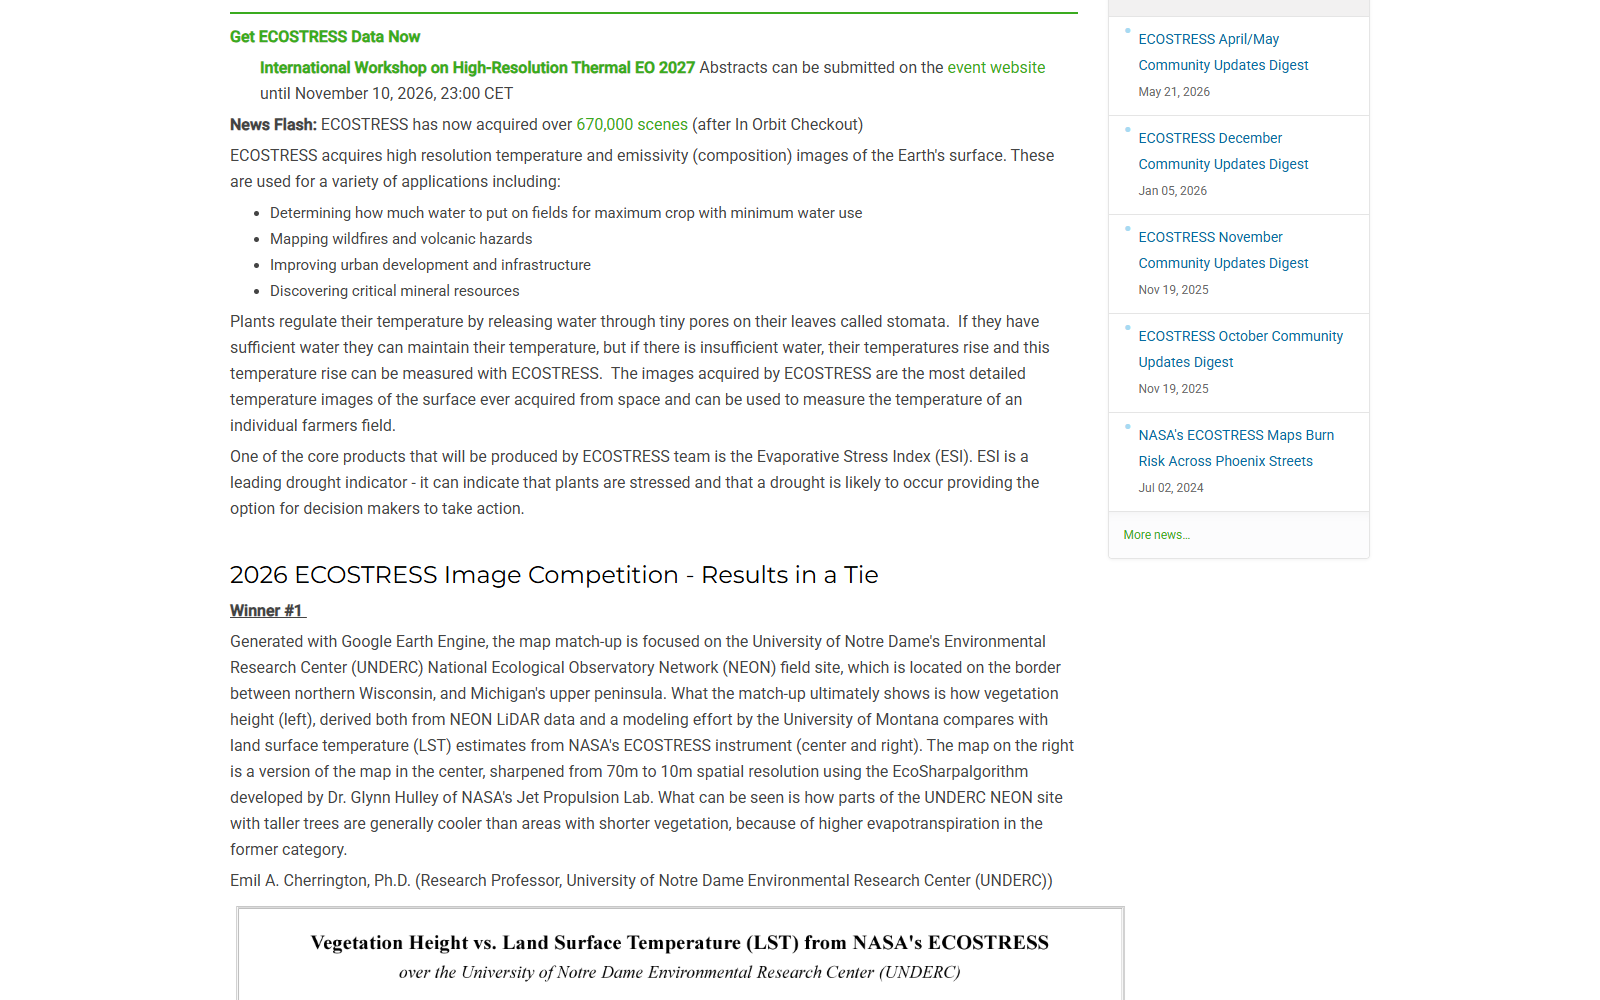 Get ECOSTRESS Data Now
International Workshop on High-Resolution Thermal EO 2027 Abstracts can be submitted on the event website
until November 10, 2026, 23:00 CET
News Flash: ECOSTRESS has now acquired over 670,000 scenes (after In Orbit Checkout)
ECOSTRESS acquires high resolution temperature and emissivity (composition) images of the Earth's surface. These
are used for a variety of applications including:
• Determining how much water to put on fields for maximum crop with minimum water use
• Mapping wildfires and volcanic hazards
• Improving urban development and infrastructure
• Discovering critical mineral resources
Plants regulate their temperature by releasing water through tiny pores on their leaves called stomata.  If they have
sufficient water they can maintain their temperature, but if there is insufficient water, their temperatures rise and this
temperature rise can be measured with ECOSTRESS.  The images acquired by ECOSTRESS are the most detailed
temperature images of the surface ever acquired from space and can be used to measure the temperature of an
individual farmers field.
One of the core products that will be produced by ECOSTRESS team is the Evaporative Stress Index (ESI). ESI is a
leading drought indicator - it can indicate that plants are stressed and that a drought is likely to occur providing the
option for decision makers to take action.
2026 ECOSTRESS Image Competition - Results in a Tie
Winner #1
Generated with Google Earth Engine, the map match-up is focused on the University of Notre Dame's Environmental
Research Center (UNDERC) National Ecological Observatory Network (NEON) field site, which is located on the border
between northern Wisconsin, and Michigan's upper peninsula. What the match-up ultimately shows is how vegetation
height (left), derived both from NEON LiDAR data and a modeling effort by the University of Montana compares with
land surface temperature (LST) estimates from NASA's ECOSTRESS instrument (center and right). The map on the right
is a version of the map in the center, sharpened from 70m to 10m spatial resolution using the EcoSharpalgorithm
developed by Dr. Glynn Hulley of NASA's Jet Propulsion Lab. What can be seen is how parts of the UNDERC NEON site
with taller trees are generally cooler than areas with shorter vegetation, because of higher evapotranspiration in the
former category.
Emil A. Cherrington, Ph.D. (Research Professor, University of Notre Dame Environmental Research Center (UNDERC))
Vegetation Height vs. Land Surface Temperature (LST) from NASA's ECOSTRESS
over the University of Notre Dame Environmental Research Center (UNDERC)
ECOSTRESS April/May
Community Updates Digest
May 21, 2026
ECOSTRESS December
Community Updates Digest
Jan 05, 2026
ECOSTRESS November
Community Updates Digest
Nov 19, 2025
ECOSTRESS October Community
Updates Digest
Nov 19, 2025
NASA's ECOSTRESS Maps Burn
Risk Across Phoenix Streets
Jul 02, 2024
More news…